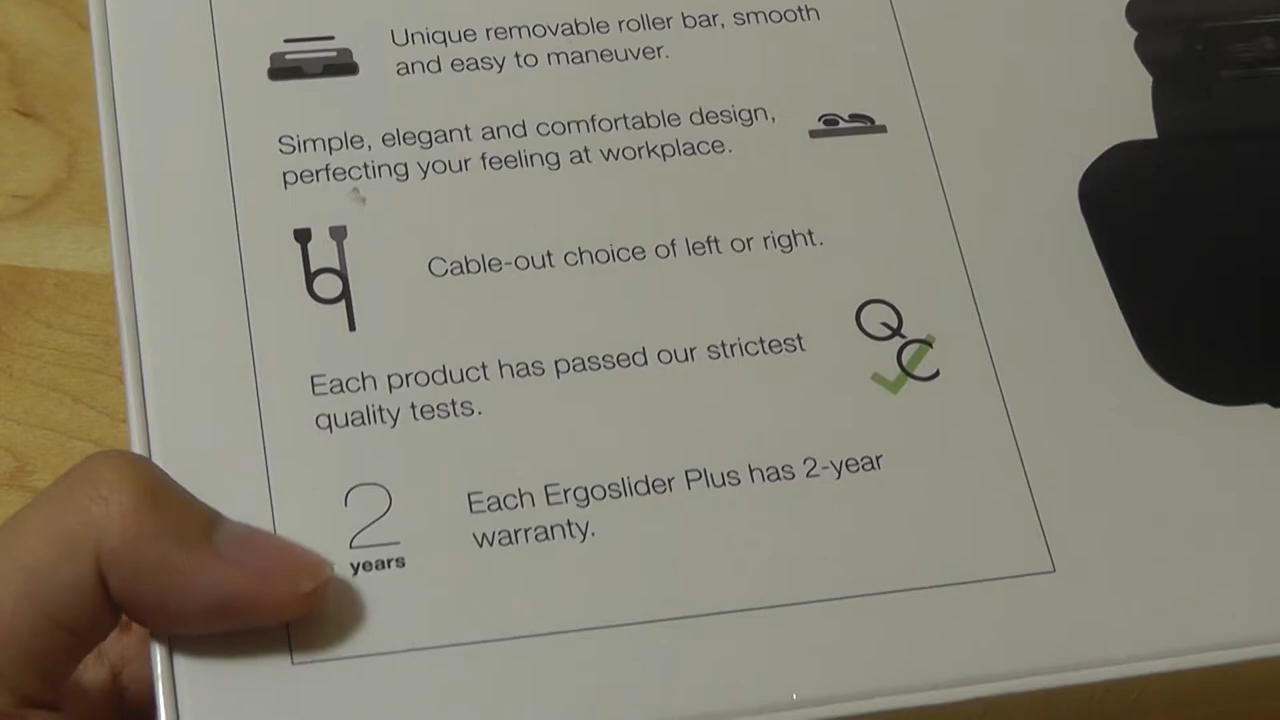 Unique removable roller bar, smooth
and easy to maneuver.
Simple, elegant and comfortable design,
perfecting your feeling at workplace.
Cable-out choice of left or right.
QC
Each product has passed our strictest
quality tests.
2
years
Each Ergoslider Plus has 2-year
warranty.